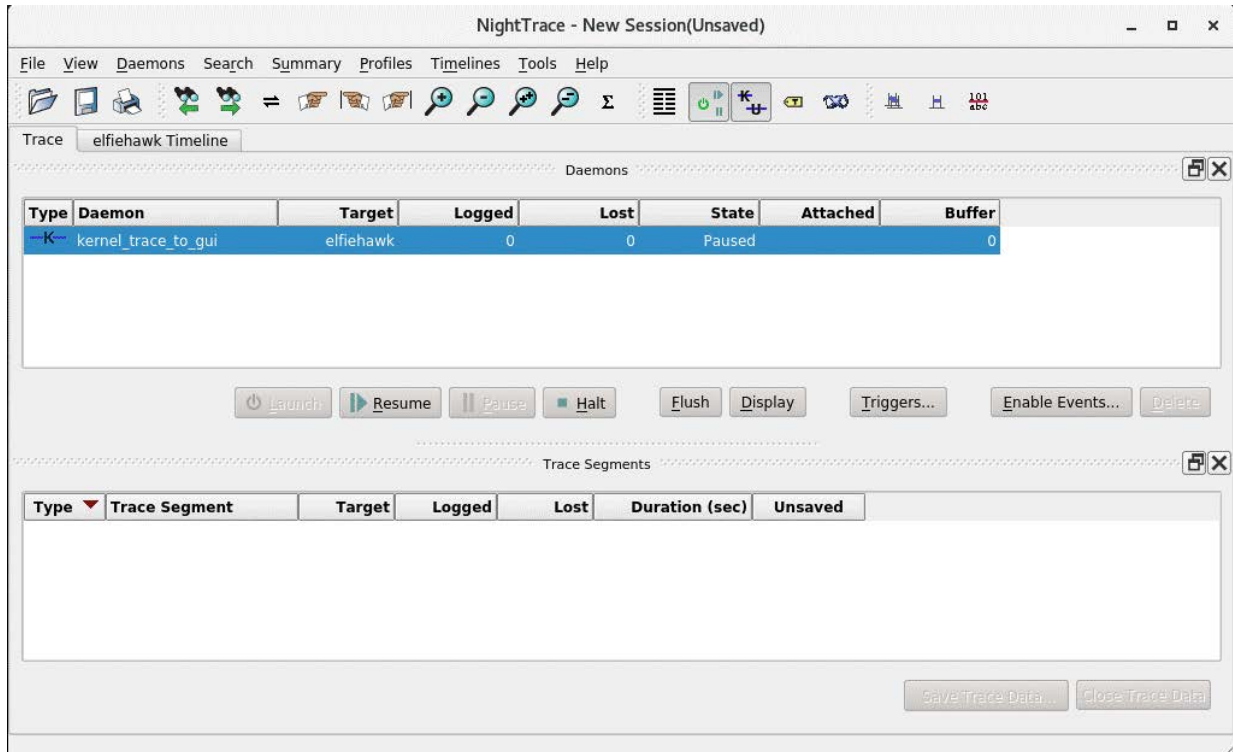 NightTrace - New Session(Unsaved)
File View Daemons Search Summary Profiles Timelines Tools Help
Σ 101 abc
Trace elfiehawk Timeline
Daemons
Type Daemon Target Logged Lost State Attached Buffer
K kernel_trace_to_gui elfiehawk 0 0 Paused 0
Launch Resume Pause Halt Flush Display Triggers... Enable Events... Delete
Trace Segments
Type Trace Segment Target Logged Lost Duration (sec) Unsaved
Save Trace Data... Close Trace Data